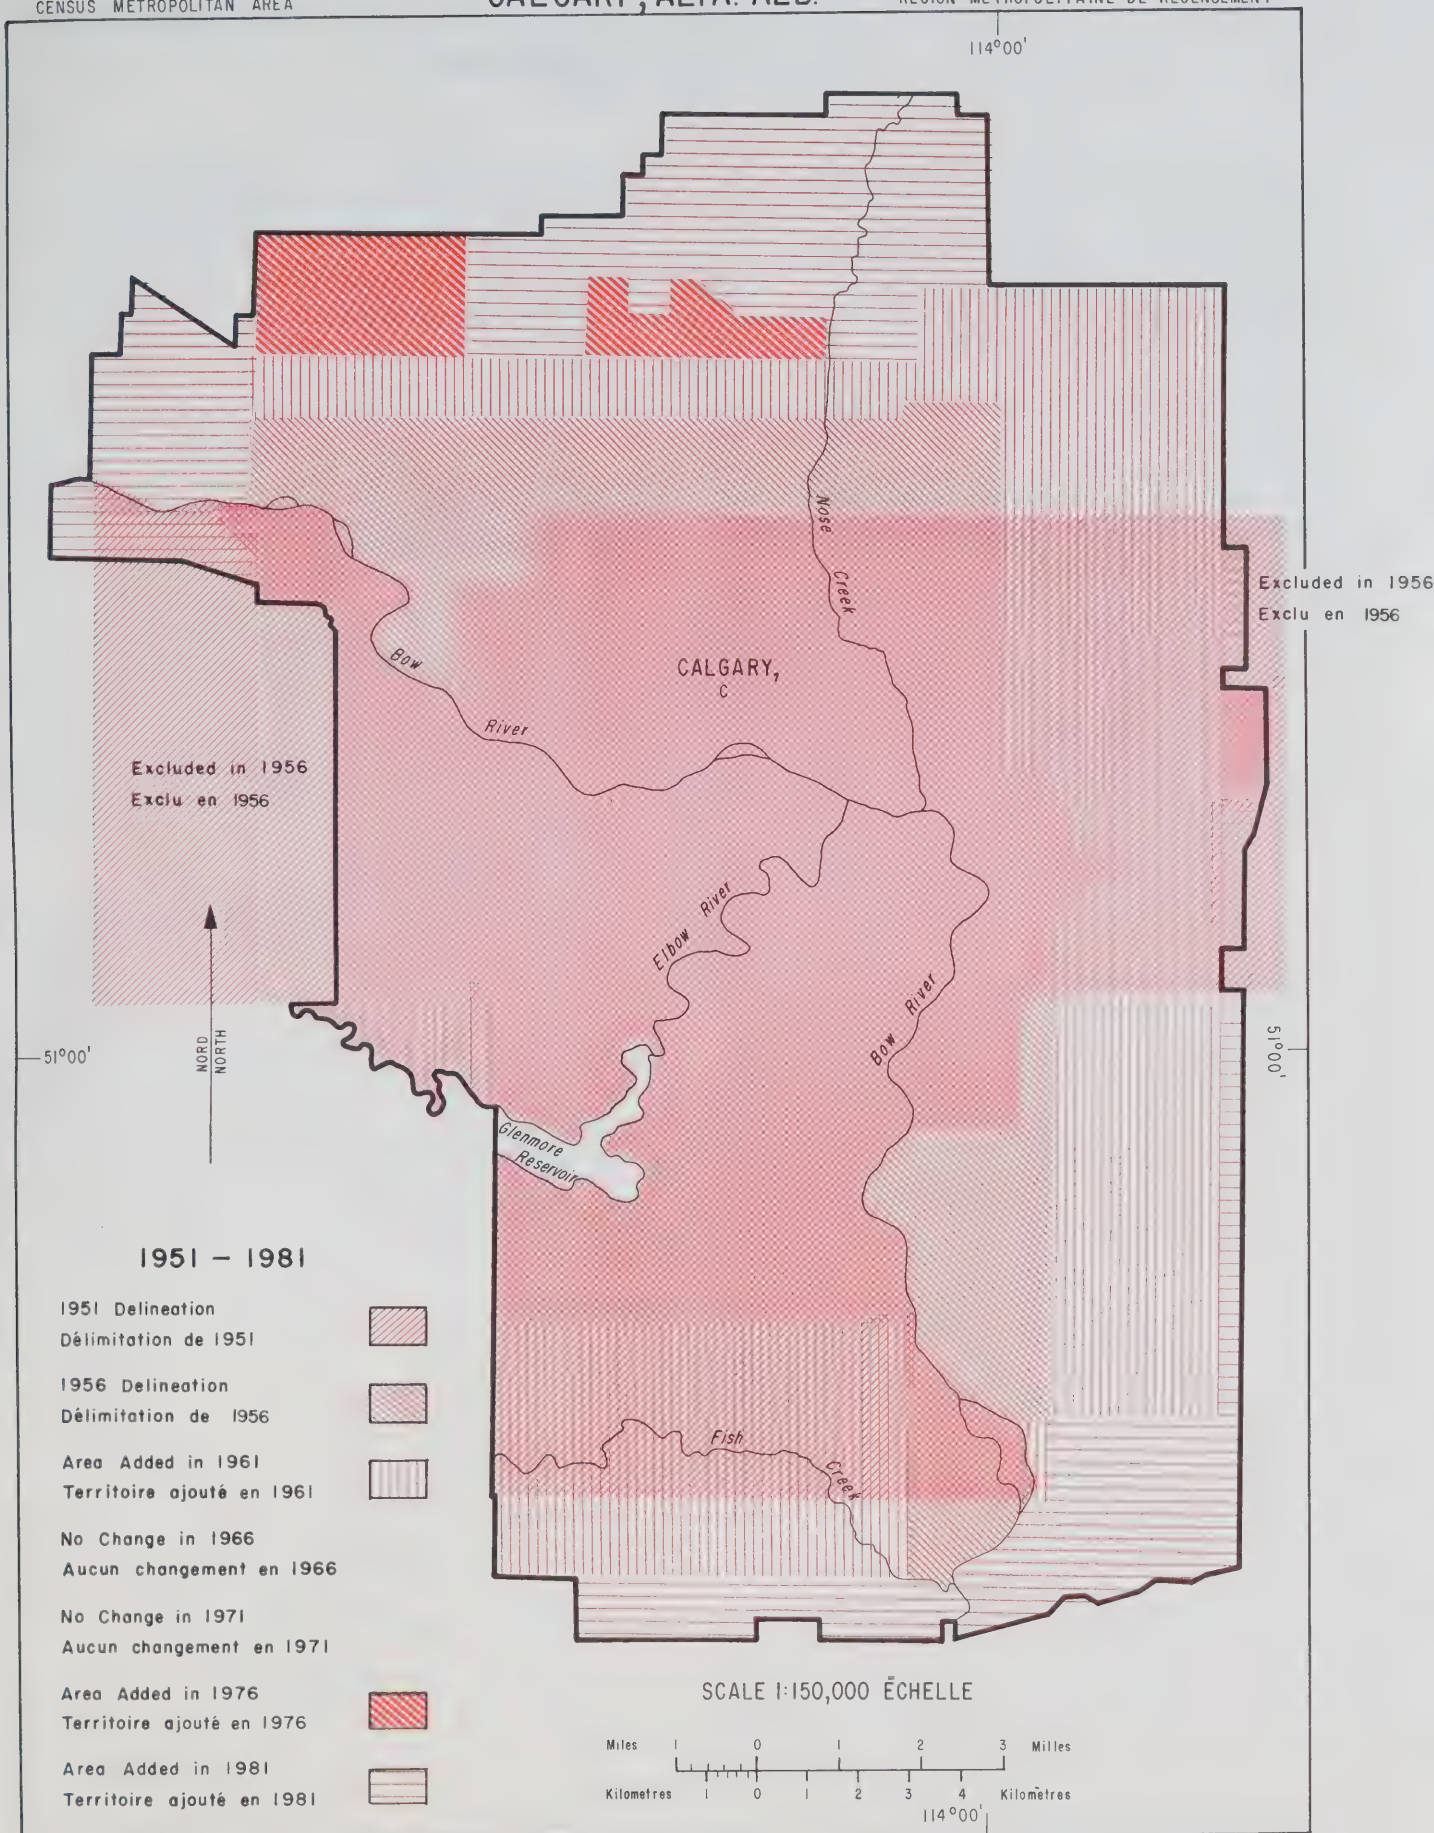 CENSUS METROPOLITAN AREA
CALGARY, ALTA. ALB.
RÉGION MÉTROPOLITAINE DE RECENSEMENT
114°00'
Nose Creek
Excluded in 1956
Exclu en 1956
CALGARY,
C
Bow River
Excluded in 1956
Exclu en 1956
Elbow River
Bow River
51°00'
NORD
NORTH
51°00'
Glenmore
Reservoir
1951 – 1981
1951 Delineation
Délimitation de 1951
1956 Delineation
Délimitation de 1956
Area Added in 1961
Territoire ajouté en 1961
No Change in 1966
Aucun changement en 1966
No Change in 1971
Aucun changement en 1971
Area Added in 1976
Territoire ajouté en 1976
Area Added in 1981
Territoire ajouté en 1981
Fish Creek
SCALE 1:150,000 ÉCHELLE
Miles 1 0 1 2 3 Milles
Kilometres 1 0 1 2 3 4 Kilomètres
114°00'